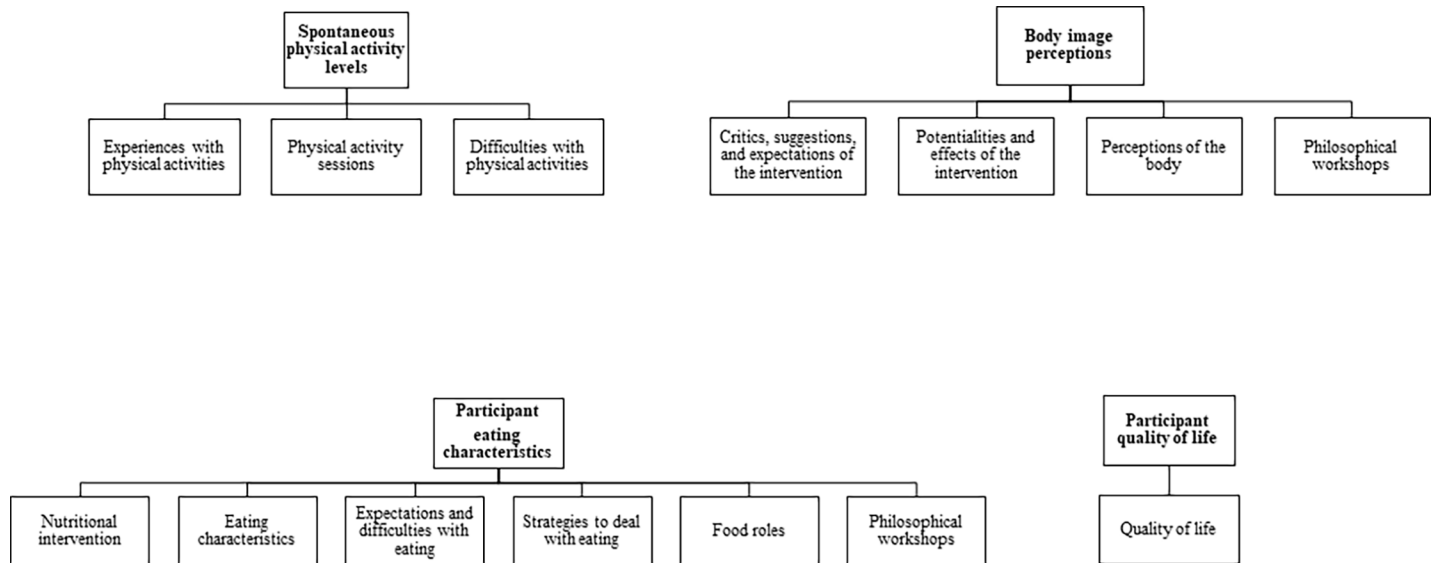 Spontaneous
physical activity
levels
Experiences with
physical activities
Physical activity
sessions
Difficulties with
physical activities
Body image
perceptions
Critics, suggestions,
and expectations of
the intervention
Potentialities and
effects of the
intervention
Perceptions of the
body
Philosophical
workshops
Participant
eating
characteristics
Nutritional
intervention
Eating
characteristics
Expectations and
difficulties with
eating
Strategies to deal
with eating
Food roles
Philosophical
workshops
Participant
quality of life
Quality of life